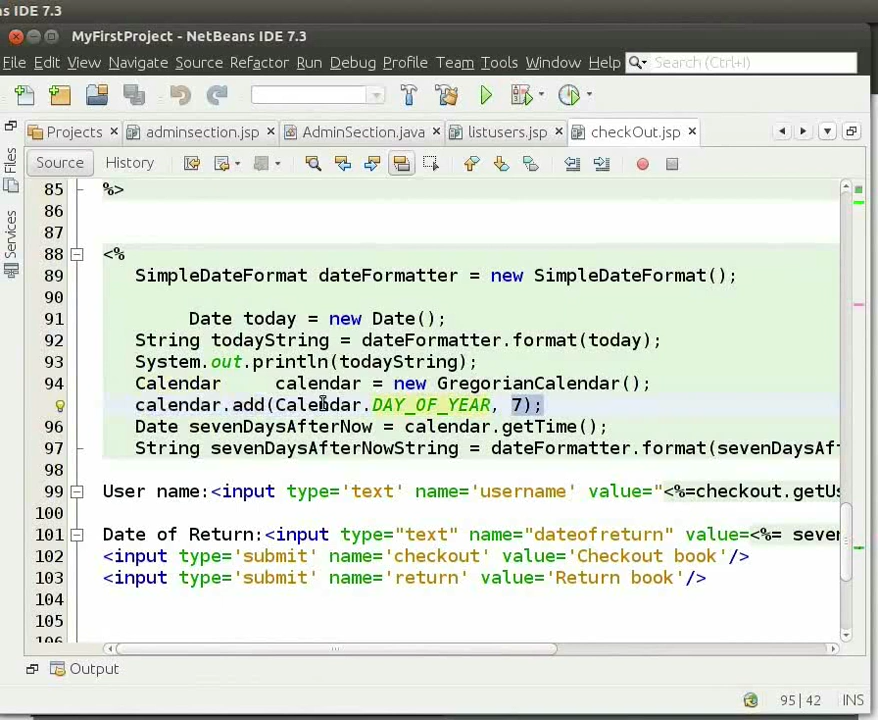 s IDE 7.3
MyFirstProject - NetBeans IDE 7.3
File Edit View Navigate Source Refactor Run Debug Profile Team Tools Window Help Search (Ctrl+I)
Projects adminsection.jsp AdminSection.java listusers.jsp checkOut.jsp
Source History
Files
Services
85 %>
86
87
88 <%
89 SimpleDateFormat dateFormatter = new SimpleDateFormat();
90
91 Date today = new Date();
92 String todayString = dateFormatter.format(today);
93 System.out.println(todayString);
94 Calendar calendar = new GregorianCalendar();
calendar.add(Calendar.DAY_OF_YEAR, 7);
96 Date sevenDaysAfterNow = calendar.getTime();
97 String sevenDaysAfterNowString = dateFormatter.format(sevenDaysAf
98
99 User name:<input type='text' name='username' value="<%=checkout.getUs
100
101 Date of Return:<input type="text" name="dateofreturn" value=<%= seven
102 <input type='submit' name='checkout' value='Checkout book'/>
103 <input type='submit' name='return' value='Return book'/>
104
105
106
Output
95|42 INS